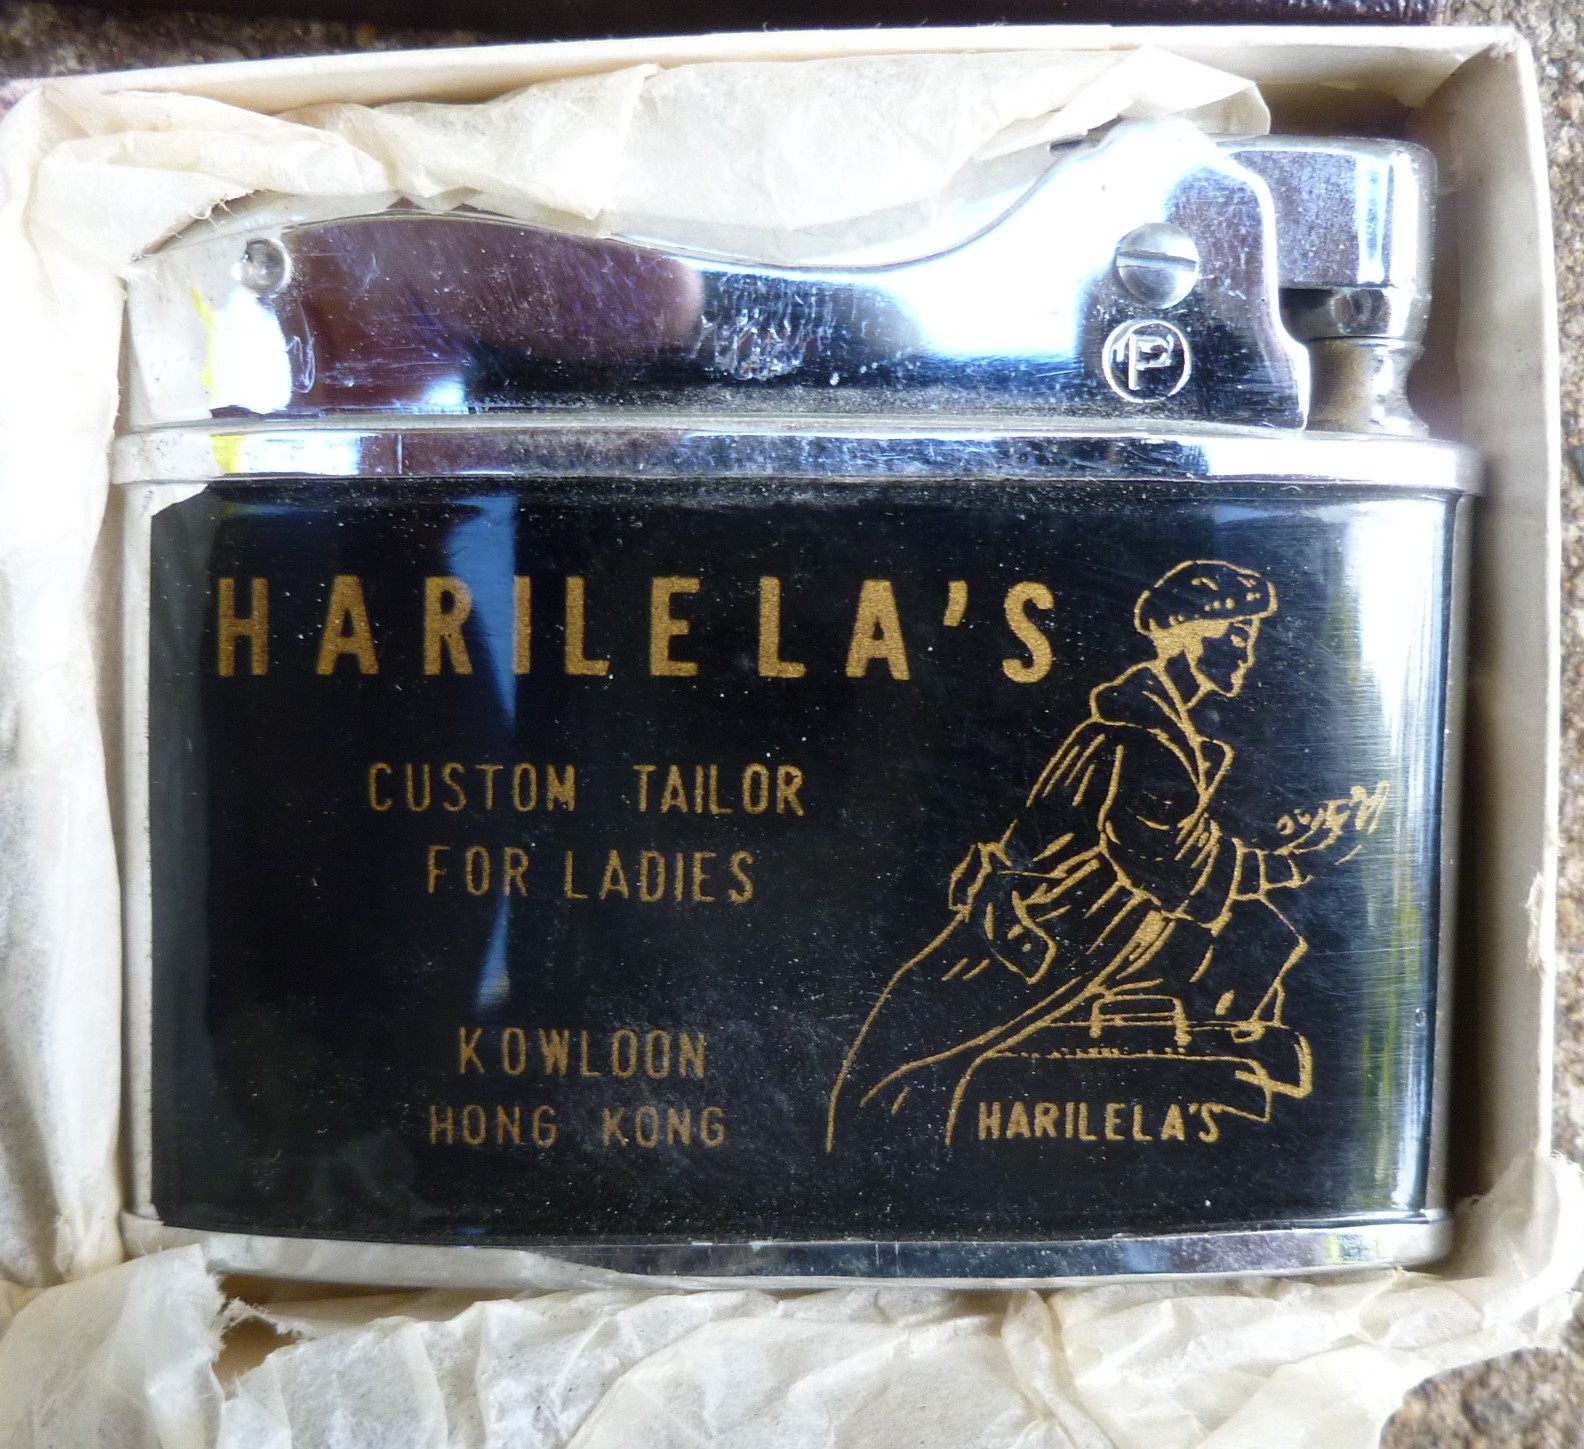 HARILELA'S
CUSTOM TAILOR
FOR LADIES
KOWLOON
HONG KONG
HARILELA'S